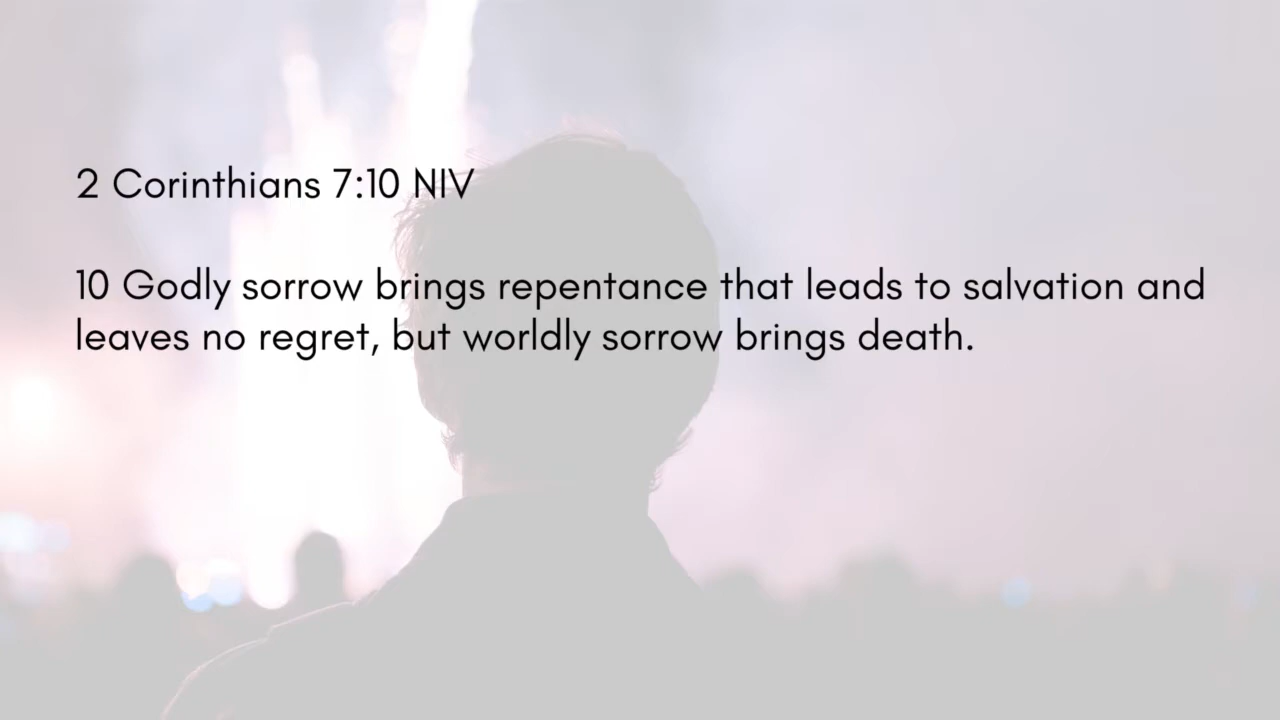 2 Corinthians 7:10 NIV
10 Godly sorrow brings repentance that leads to salvation and
leaves no regret, but worldly sorrow brings death.